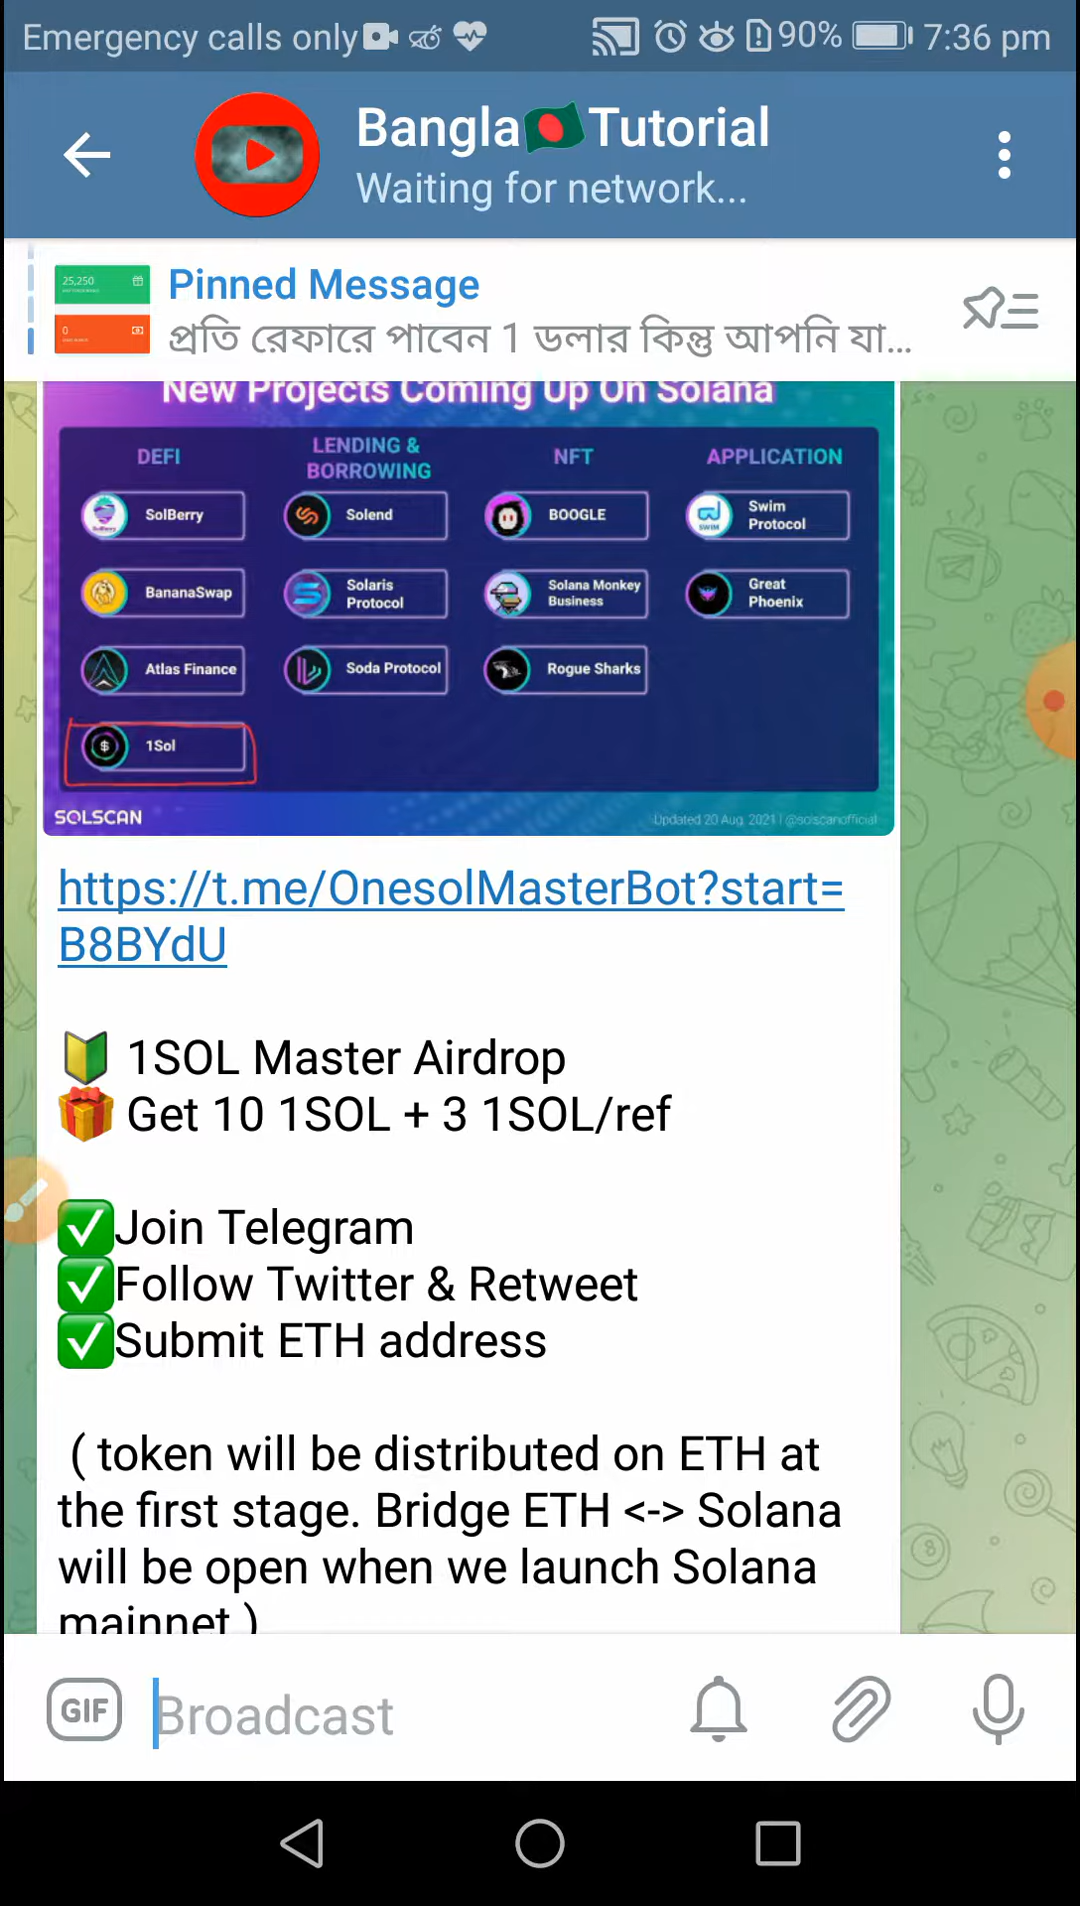 Emergency calls only 90% 7:36 pm
Bangla🇧🇩Tutorial
Waiting for network...
25,250
0
Pinned Message
প্রতি রেফারে পাবেন 1 ডলার কিন্তু আপনি যা...
New Projects Coming Up On Solana
DEFI
LENDING &
BORROWING
NFT
APPLICATION
SolBerry
Solend
BOOGLE
Swim
Protocol
SWIM
BananaSwap
Solaris
Protocol
Solana Monkey
Business
Great
Phoenix
Atlas Finance
Soda Protocol
Rogue Sharks
1Sol
SOLSCAN
Updated 20 Aug, 2021 | @solscanofficial
https://t.me/OnesolMasterBot?start=
B8BYdU
🔰 1SOL Master Airdrop
🎁 Get 10 1SOL + 3 1SOL/ref
✅Join Telegram
✅Follow Twitter & Retweet
✅Submit ETH address
( token will be distributed on ETH at
the first stage. Bridge ETH <-> Solana
will be open when we launch Solana
mainnet )
GIF
Broadcast